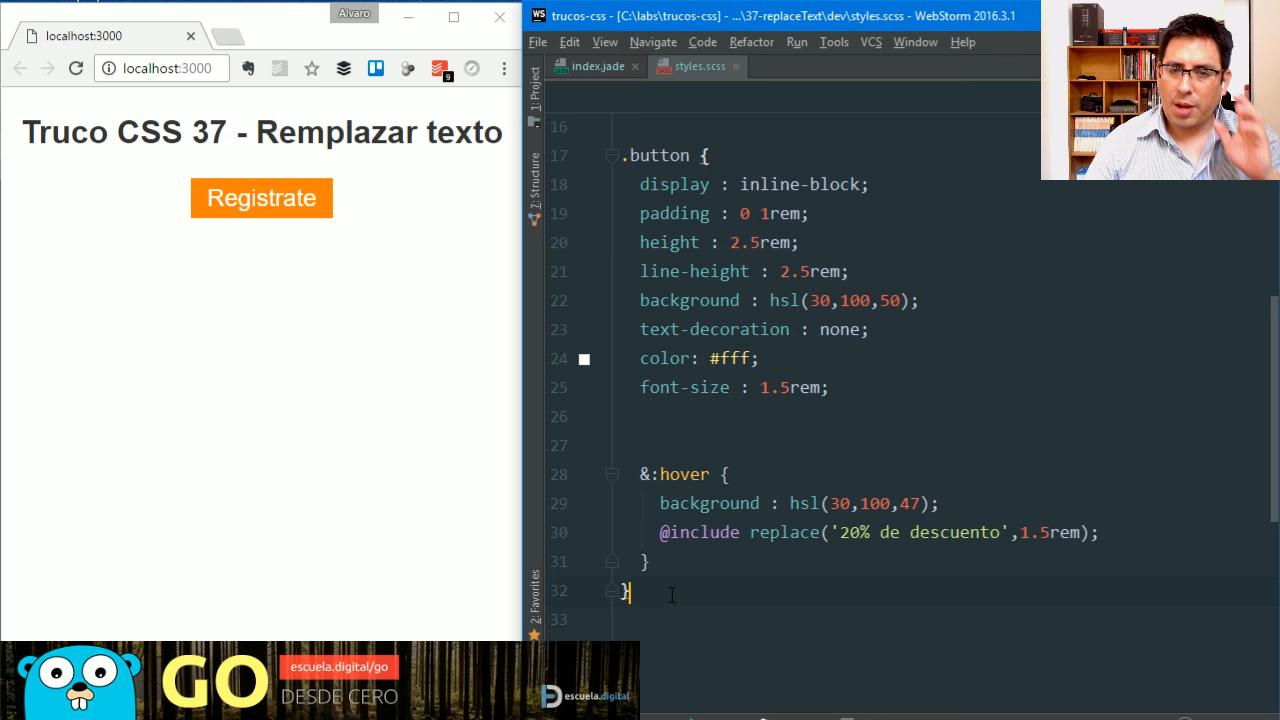 Alvaro
localhost:3000
localhost:3000
9
Truco CSS 37 - Remplazar texto
Registrate
WS trucos-css - [C:\labs\trucos-css] - ...\37-replaceText\dev\styles.scss - WebStorm 2016.3.1
File Edit View Navigate Code Refactor Run Tools VCS Window Help
index.jade styles.scss
1: Project
7: Structure
2: Favorites
16
17 .button {
18 display : inline-block;
19 padding : 0 1rem;
20 height : 2.5rem;
21 line-height : 2.5rem;
22 background : hsl(30,100,50);
23 text-decoration : none;
24 color: #fff;
25 font-size : 1.5rem;
26
27
28 &:hover {
29 background : hsl(30,100,47);
30 @include replace('20% de descuento',1.5rem);
31 }
32 }
33
GO
escuela.digital/go
DESDE CERO
escuela.digital